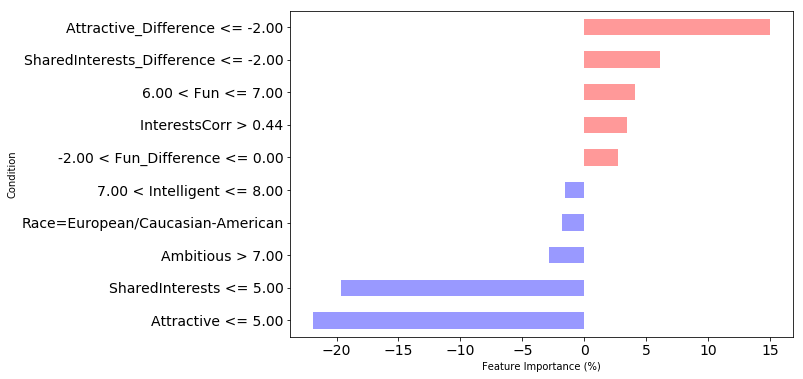 Attractive_Difference <= -2.00
SharedInterests_Difference <= -2.00
6.00 < Fun <= 7.00
InterestsCorr > 0.44
-2.00 < Fun_Difference <= 0.00
7.00 < Intelligent <= 8.00
Race=European/Caucasian-American
Ambitious > 7.00
SharedInterests <= 5.00
Attractive <= 5.00
Condition
−20 −15 −10 −5 0 5 10 15
Feature Importance (%)